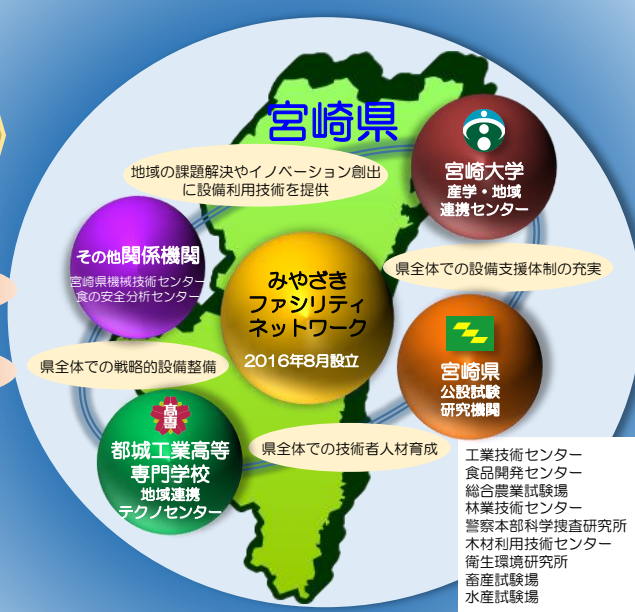 宮崎県
宮崎大学
産学・地域
連携センター
地域の課題解決やイノベーション創出
に設備利用技術を提供
その他関係機関
宮崎県機械技術センター
食の安全分析センター
みやざき
ファシリティ
ネットワーク
2016年8月設立
県全体での設備支援体制の充実
宮崎県
公設試験
研究機関
県全体での戦略的設備整備
高専
都城工業高等
専門学校
地域連携
テクノセンター
県全体での技術者人材育成
工業技術センター
食品開発センター
総合農業試験場
林業技術センター
警察本部科学捜査研究所
木材利用技術センター
衛生環境研究所
畜産試験場
水産試験場